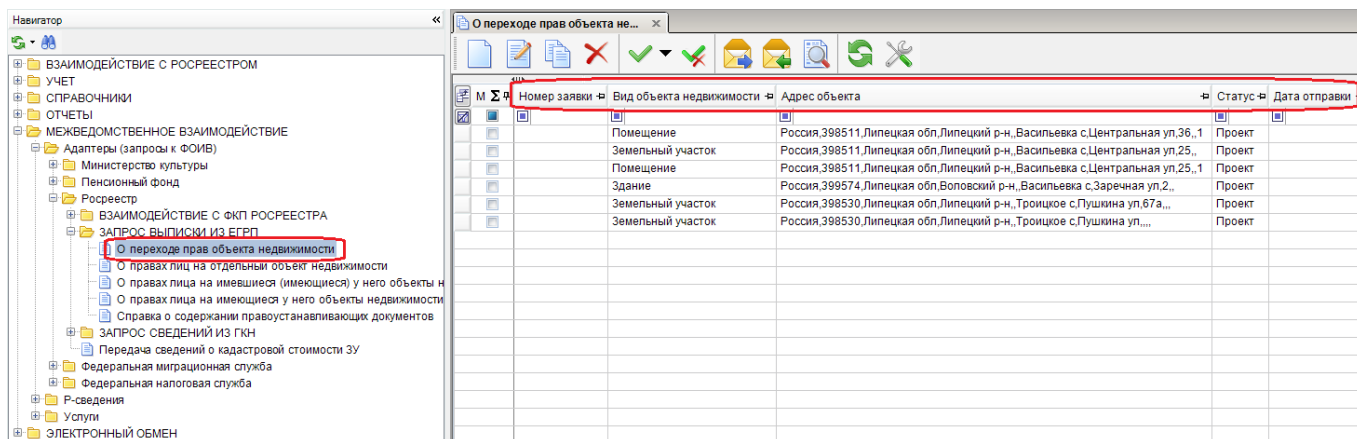 Навигатор
ВЗАИМОДЕЙСТВИЕ С РОСРЕЕСТРОМ
УЧЕТ
СПРАВОЧНИКИ
ОТЧЕТЫ
МЕЖВЕДОМСТВЕННОЕ ВЗАИМОДЕЙСТВИЕ
Адаптеры (запросы к ФОИВ)
Министерство культуры
Пенсионный фонд
Росреестр
ВЗАИМОДЕЙСТВИЕ С ФКП РОСРЕЕСТРА
ЗАПРОС ВЫПИСКИ ИЗ ЕГРП
О переходе прав объекта недвижимости
О правах лиц на отдельный объект недвижимости
О правах лица на имевшиеся (имеющиеся) у него объекты н
О правах лица на имеющиеся у него объекты недвижимости
Справка о содержании правоустанавливающих документов
ЗАПРОС СВЕДЕНИЙ ИЗ ГКН
Передача сведений о кадастровой стоимости ЗУ
Федеральная миграционная служба
Федеральная налоговая служба
Р-сведения
Услуги
ЭЛЕКТРОННЫЙ ОБМЕН
О переходе прав объекта не...
М Σ Номер заявки Вид объекта недвижимости Адрес объекта Статус Дата отправки
Помещение Россия,398511,Липецкая обл,Липецкий р-н,,Васильевка с,Центральная ул,36,,1 Проект
Земельный участок Россия,398511,Липецкая обл,Липецкий р-н,,Васильевка с,Центральная ул,25,, Проект
Помещение Россия,398511,Липецкая обл,Липецкий р-н,,Васильевка с,Центральная ул,25,,1 Проект
Здание Россия,399574,Липецкая обл,Воловский р-н,,Васильевка с,Заречная ул,2,, Проект
Земельный участок Россия,398530,Липецкая обл,Липецкий р-н,,Троицкое с,Пушкина ул,67а,,, Проект
Земельный участок Россия,398530,Липецкая обл,Липецкий р-н,,Троицкое с,Пушкина ул,,,, Проект